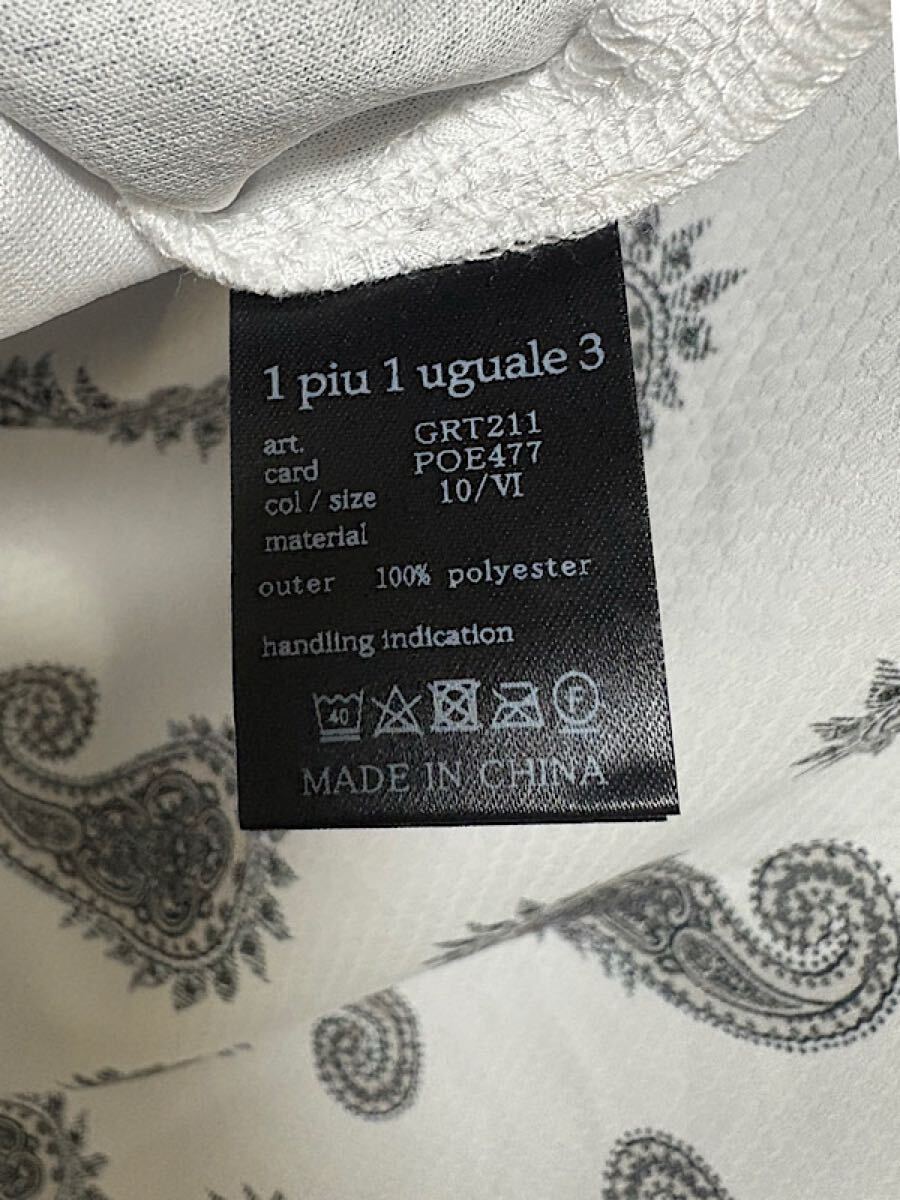 1 piu 1 uguale 3
art. GRT211
card POE477
col / size 10/VI
material
outer 100% polyester
handling indication
40 F
MADE IN CHINA